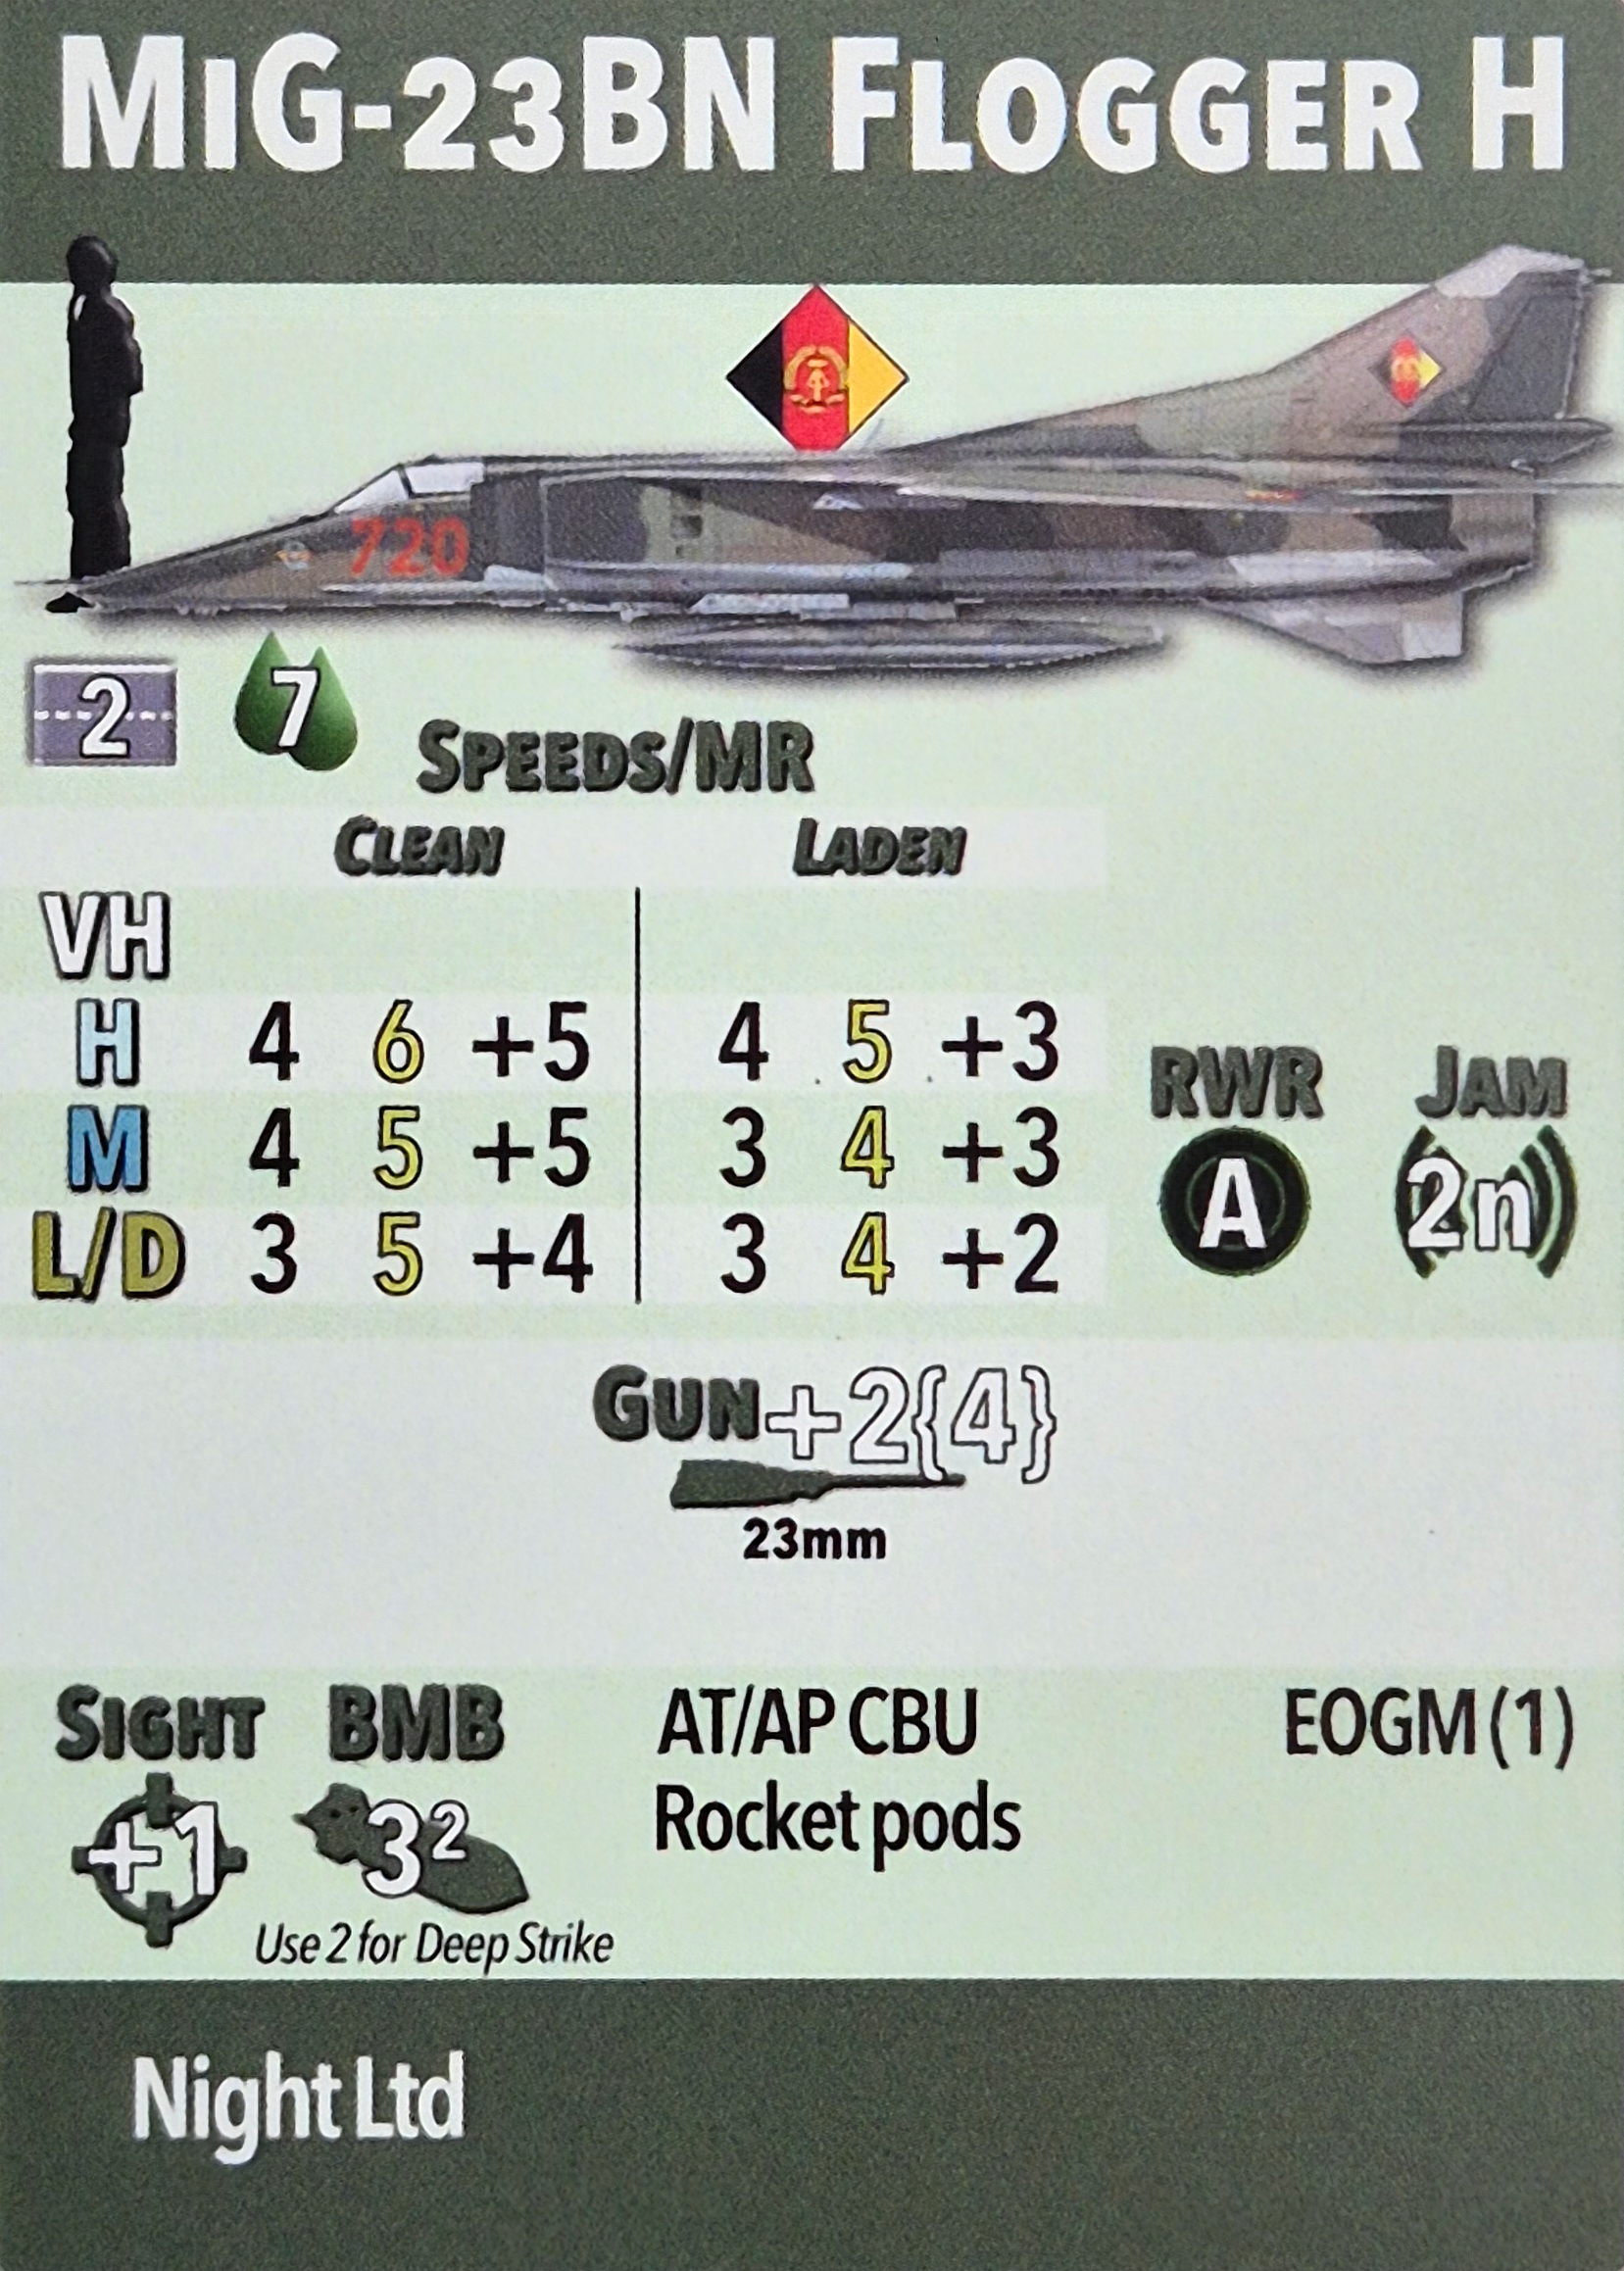 MiG-23BN Flogger H
720
2 7
Speeds/MR
Clean Laden
VH
H 4 6 +5 4 5 +3
M 4 5 +5 3 4 +3
L/D 3 5 +4 3 4 +2
RWR Jam
A 2n
Gun +2{4}
23mm
Sight BMB AT/AP CBU EOGM (1)
+1 3² Rocket pods
Use 2 for Deep Strike
Night Ltd